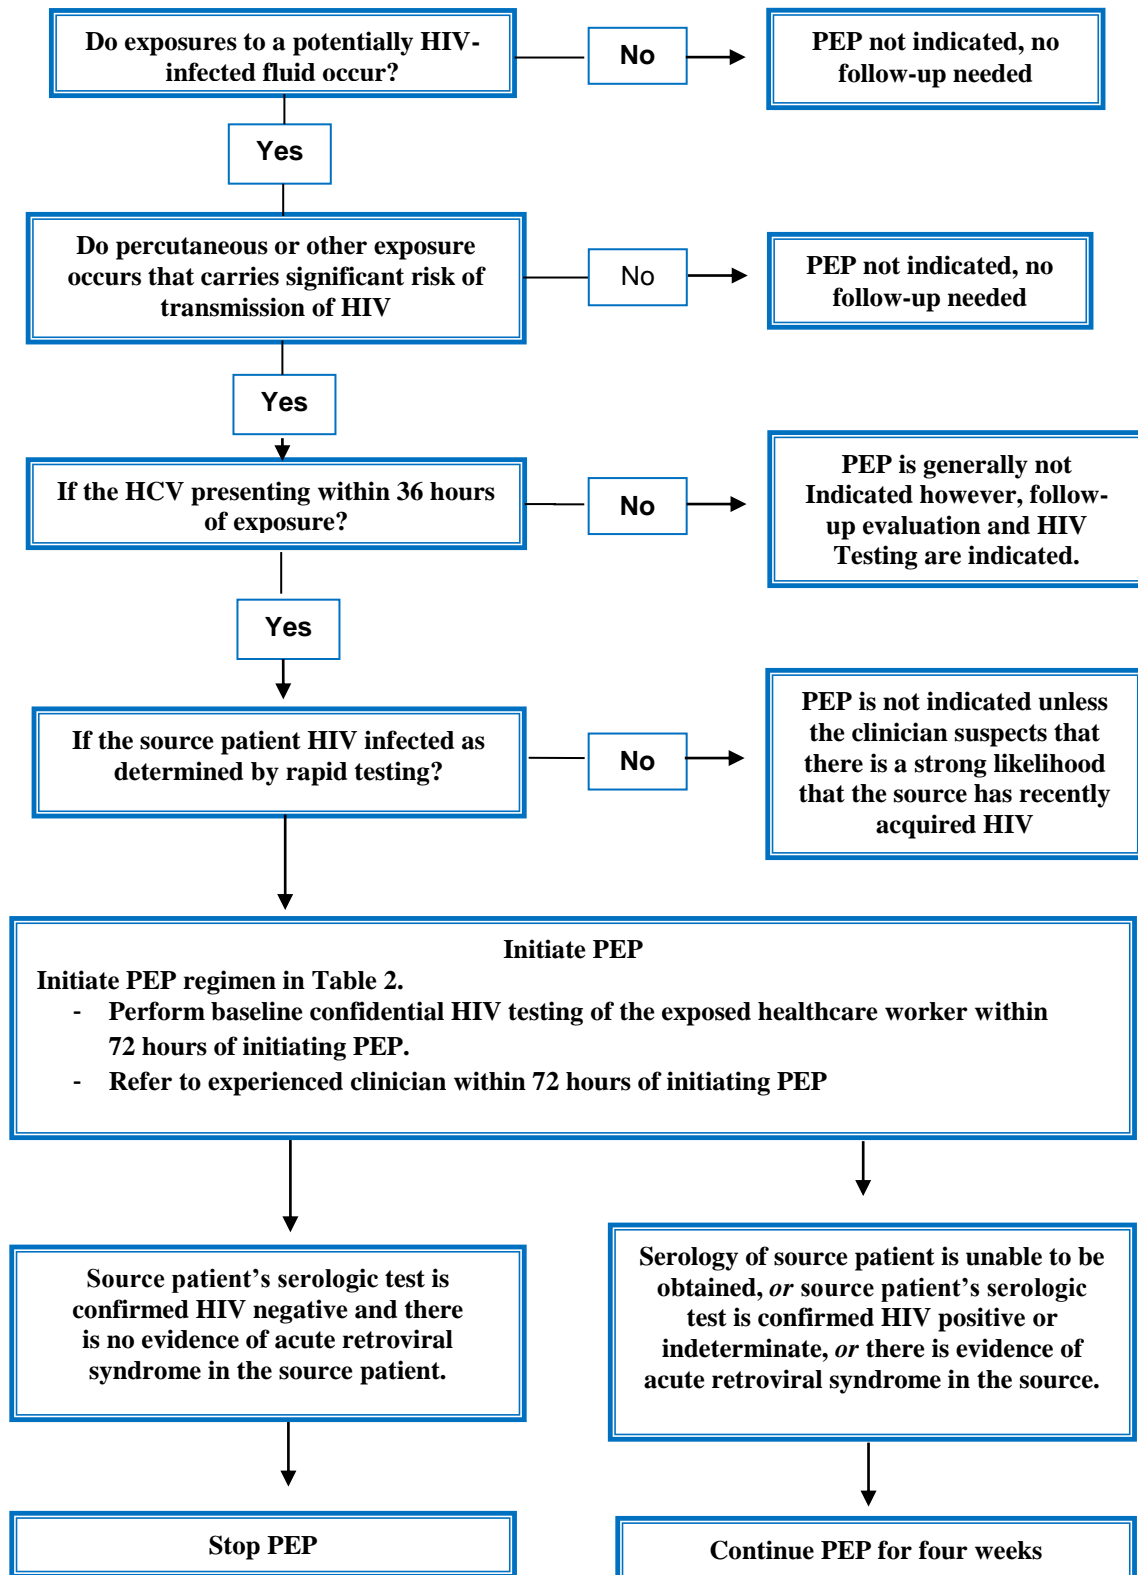 Do exposures to a potentially HIV-
infected fluid occur?
No
PEP not indicated, no
follow-up needed
Yes
Do percutaneous or other exposure
occurs that carries significant risk of
transmission of HIV
No
PEP not indicated, no
follow-up needed
Yes
If the HCV presenting within 36 hours
of exposure?
No
PEP is generally not
Indicated however, follow-
up evaluation and HIV
Testing are indicated.
Yes
If the source patient HIV infected as
determined by rapid testing?
No
PEP is not indicated unless
the clinician suspects that
there is a strong likelihood
that the source has recently
acquired HIV
Initiate PEP
Initiate PEP regimen in Table 2.
- Perform baseline confidential HIV testing of the exposed healthcare worker within
72 hours of initiating PEP.
- Refer to experienced clinician within 72 hours of initiating PEP
Source patient’s serologic test is
confirmed HIV negative and there
is no evidence of acute retroviral
syndrome in the source patient.
Serology of source patient is unable to be
obtained, or source patient’s serologic
test is confirmed HIV positive or
indeterminate, or there is evidence of
acute retroviral syndrome in the source.
Stop PEP
Continue PEP for four weeks